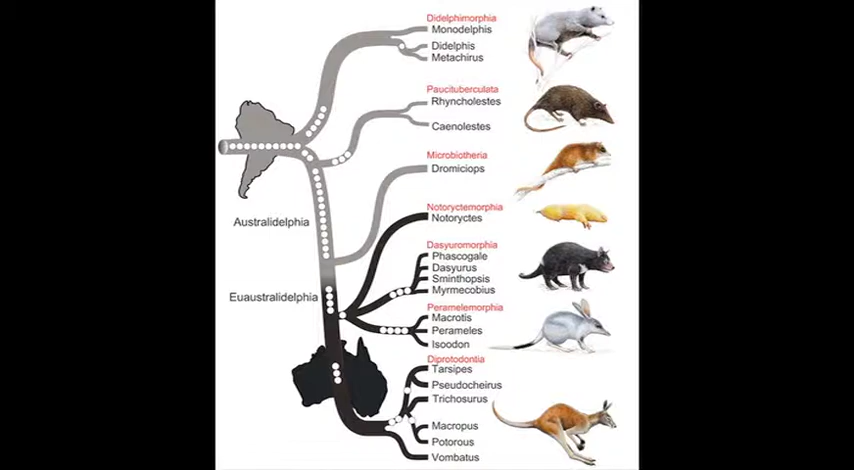 Didelphimorphia
Monodelphis
Didelphis
Metachirus
Paucituberculata
Rhyncholestes
Caenolestes
Microbiotheria
Dromiciops
Notoryctemorphia
Notoryctes
Australidelphia
Dasyuromorphia
Phascogale
Dasyurus
Sminthopsis
Myrmecobius
Euaustralidelphia
Peramelemorphia
Macrotis
Perameles
Isoodon
Diprotodontia
Tarsipes
Pseudocheirus
Trichosurus
Macropus
Potorous
Vombatus